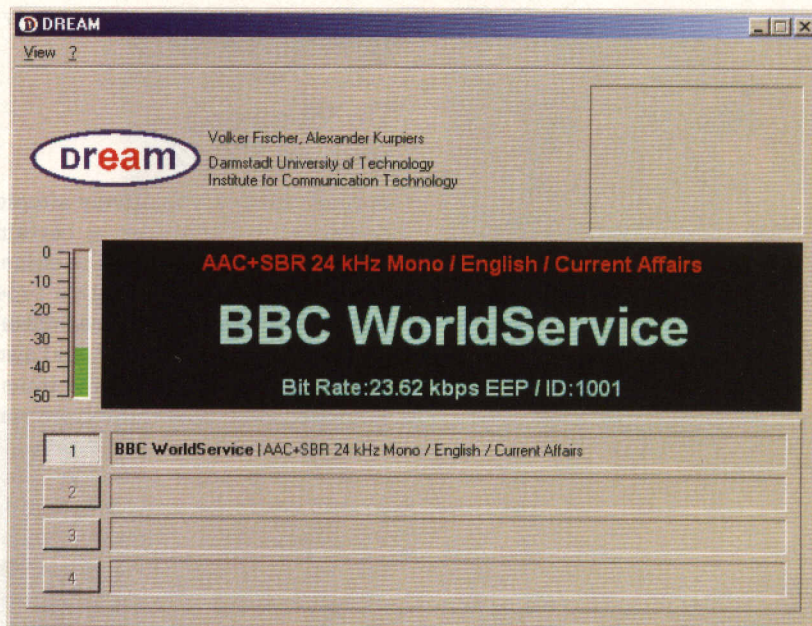 DREAM
View ?
Dream
Volker Fischer, Alexander Kurpiers
Darmstadt University of Technology
Institute for Communication Technology
0
-10
-20
-30
-40
-50
AAC+SBR 24 kHz Mono / English / Current Affairs
BBC WorldService
Bit Rate:23.62 kbps EEP / ID:1001
1 BBC WorldService | AAC+SBR 24 kHz Mono / English / Current Affairs
2
3
4